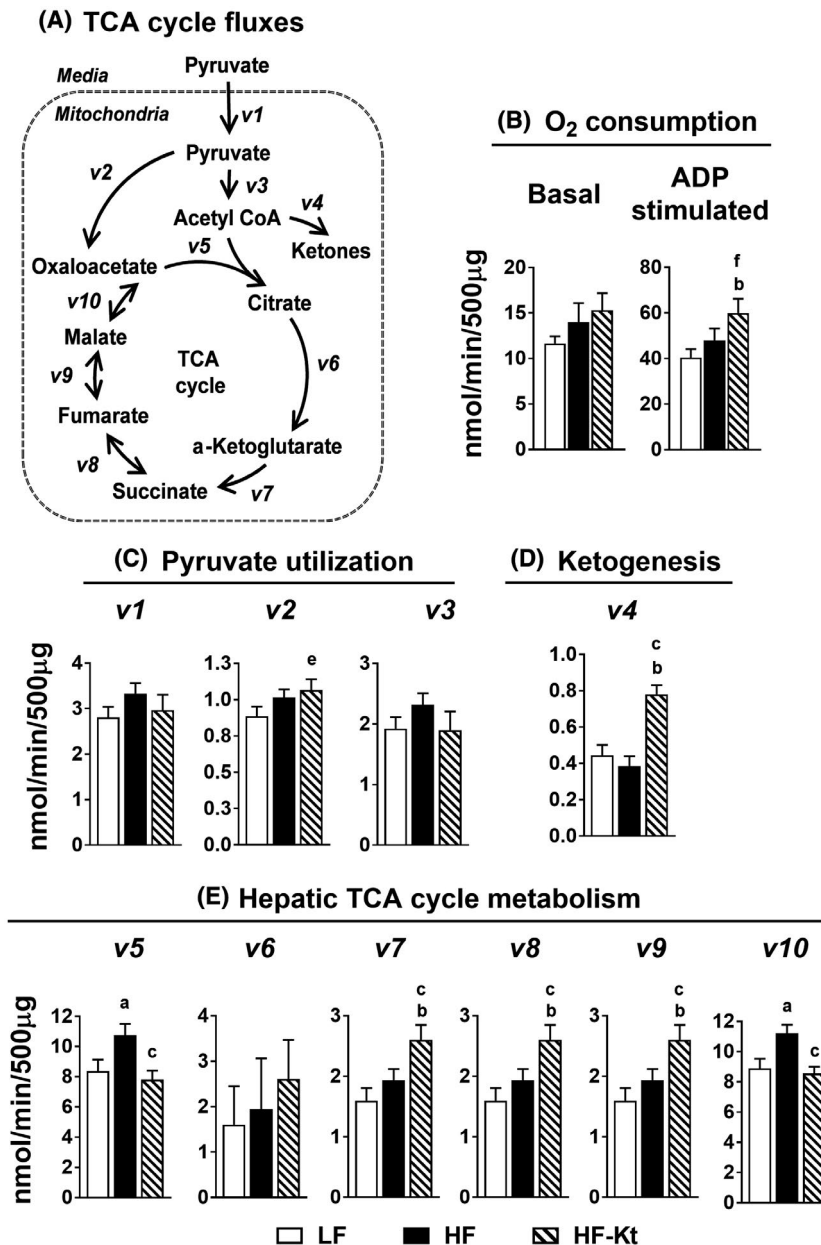 (A) TCA cycle fluxes
Pyruvate
Media
Mitochondria
v1
Pyruvate
v2
v3
v4
Acetyl CoA
Ketones
v5
Oxaloacetate
Citrate
v10
Malate
TCA
cycle
v6
v9
Fumarate
a-Ketoglutarate
v8
Succinate
v7
(B) O₂ consumption
Basal
ADP
stimulated
nmol/min/500µg
20
15
10
5
0
80
60
40
20
0
f
b
(C) Pyruvate utilization
v1
v2
v3
nmol/min/500µg
4
3
2
1
0
1.3
1.0
0.8
0.5
0.3
0.0
e
3
2
1
0
(D) Ketogenesis
v4
1.0
0.8
0.6
0.4
0.2
0.0
c
b
(E) Hepatic TCA cycle metabolism
v5
v6
v7
v8
v9
v10
nmol/min/500µg
12
10
8
6
4
2
0
a
c
4
3
2
1
0
3
2
1
0
c
b
3
2
1
0
c
b
3
2
1
0
c
b
12
10
8
6
4
2
0
a
c
LF
HF
HF-Kt